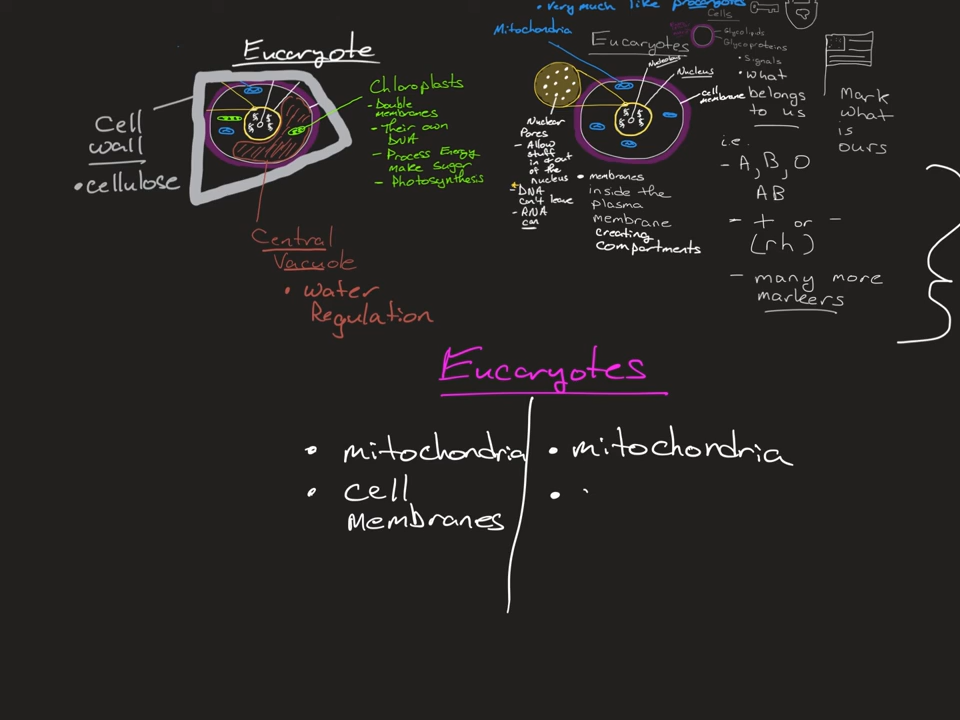 Eucaryote
Cell
wall
• cellulose
Chloroplasts
- Double
membranes
- Their own
DNA
- Process Energy
make sugar
- Photosynthesis
Central
Vacuole
• water
Regulation
• very much like procaryotes
Mitochondria
Eucaryotes
Nucleolus
Nucleus
cell
membrane
Nuclear
Pores
- Allow
stuff
in & out
of the
nucleus
- DNA
can't leave
- RNA
can
• membranes
inside the
plasma
membrane
creating
compartments
Cells
Glycolipids
Glycoproteins
• Signals
• what
belongs
to us
i.e.
- A, B, O
AB
- + or -
(rh)
- many more
markers
Mark
what
is
ours
Eucaryotes
• mitochondria
• cell
membranes
• mitochondria
•